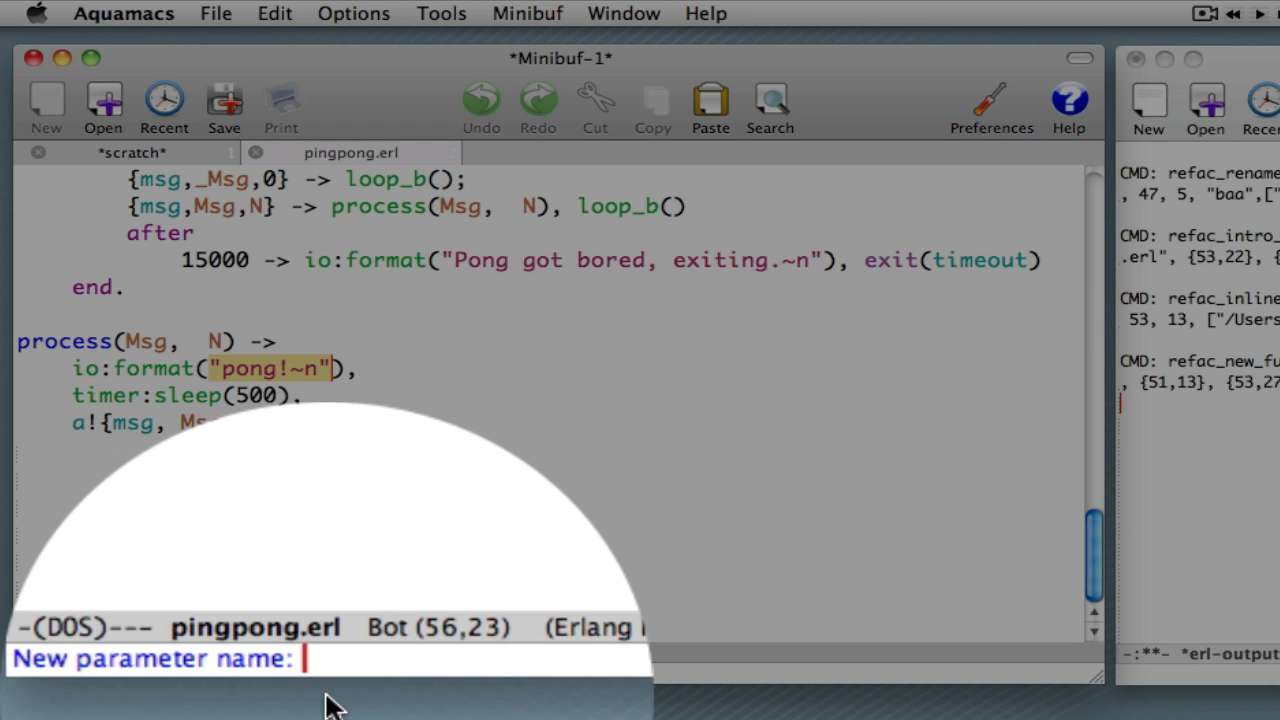 Aquamacs File Edit Options Tools Minibuf Window Help
*Minibuf-1*
New Open Recent Save Print Undo Redo Cut Copy Paste Search Preferences Help
*scratch* 1 pingpong.erl 2
{msg,_Msg,0} -> loop_b();
{msg,Msg,N} -> process(Msg, N), loop_b()
after
15000 -> io:format("Pong got bored, exiting.~n"), exit(timeout)
end.
process(Msg, N) ->
io:format("pong!~n"),
timer:sleep(500),
a!{msg,
-(DOS)--- pingpong.erl Bot (56,23) (Erlang
New parameter name:
New Open
CMD: refac_rename
, 47, 5, "baa",["
CMD: refac_intro_
.erl", {53,22}, {
CMD: refac_inline
53, 13, ["/Users
CMD: refac_new_fu
, {51,13}, {53,27
-:**- *erl-output